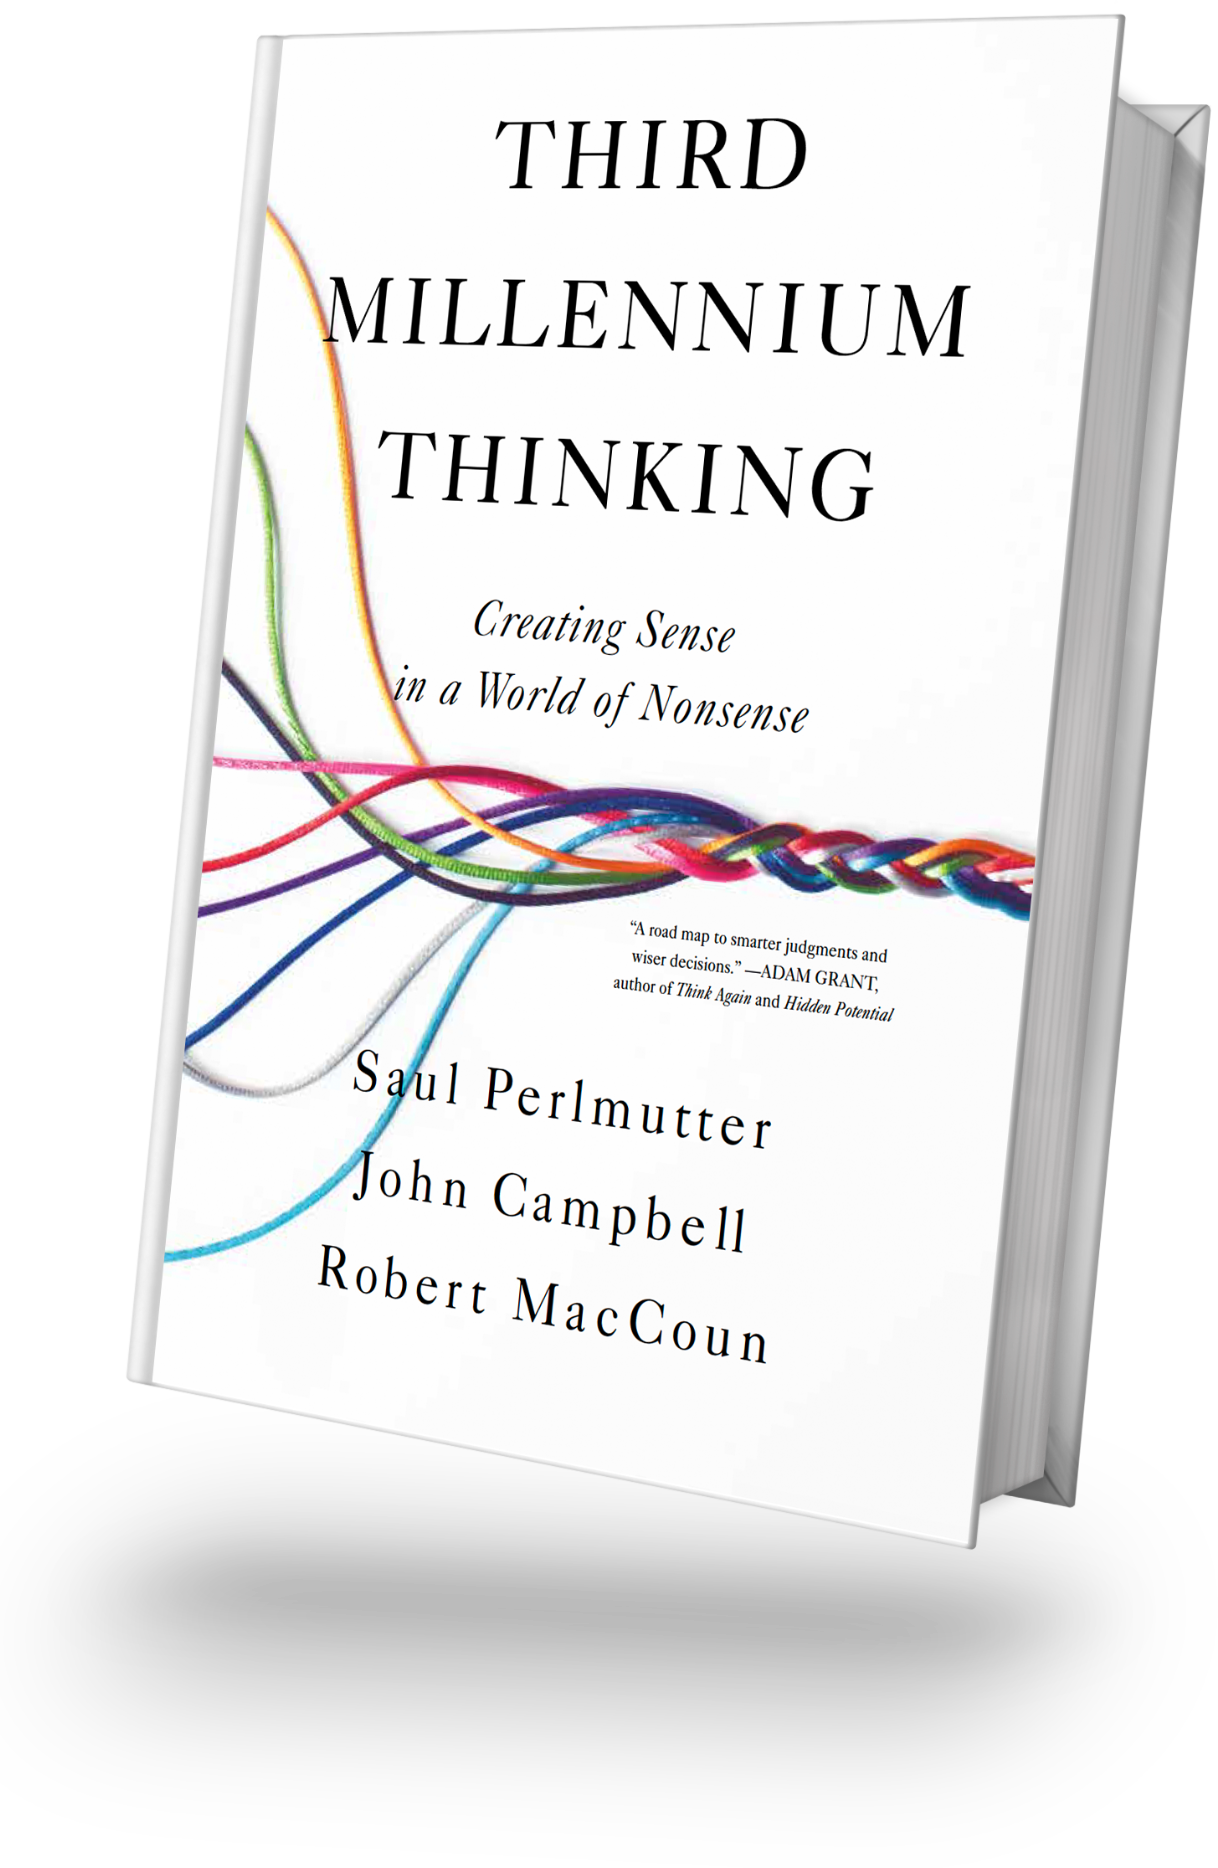 THIRD
MILLENNIUM
THINKING
Creating Sense
in a World of Nonsense
“A road map to smarter judgments and
wiser decisions.” —ADAM GRANT,
author of Think Again and Hidden Potential
Saul Perlmutter
John Campbell
Robert MacCoun